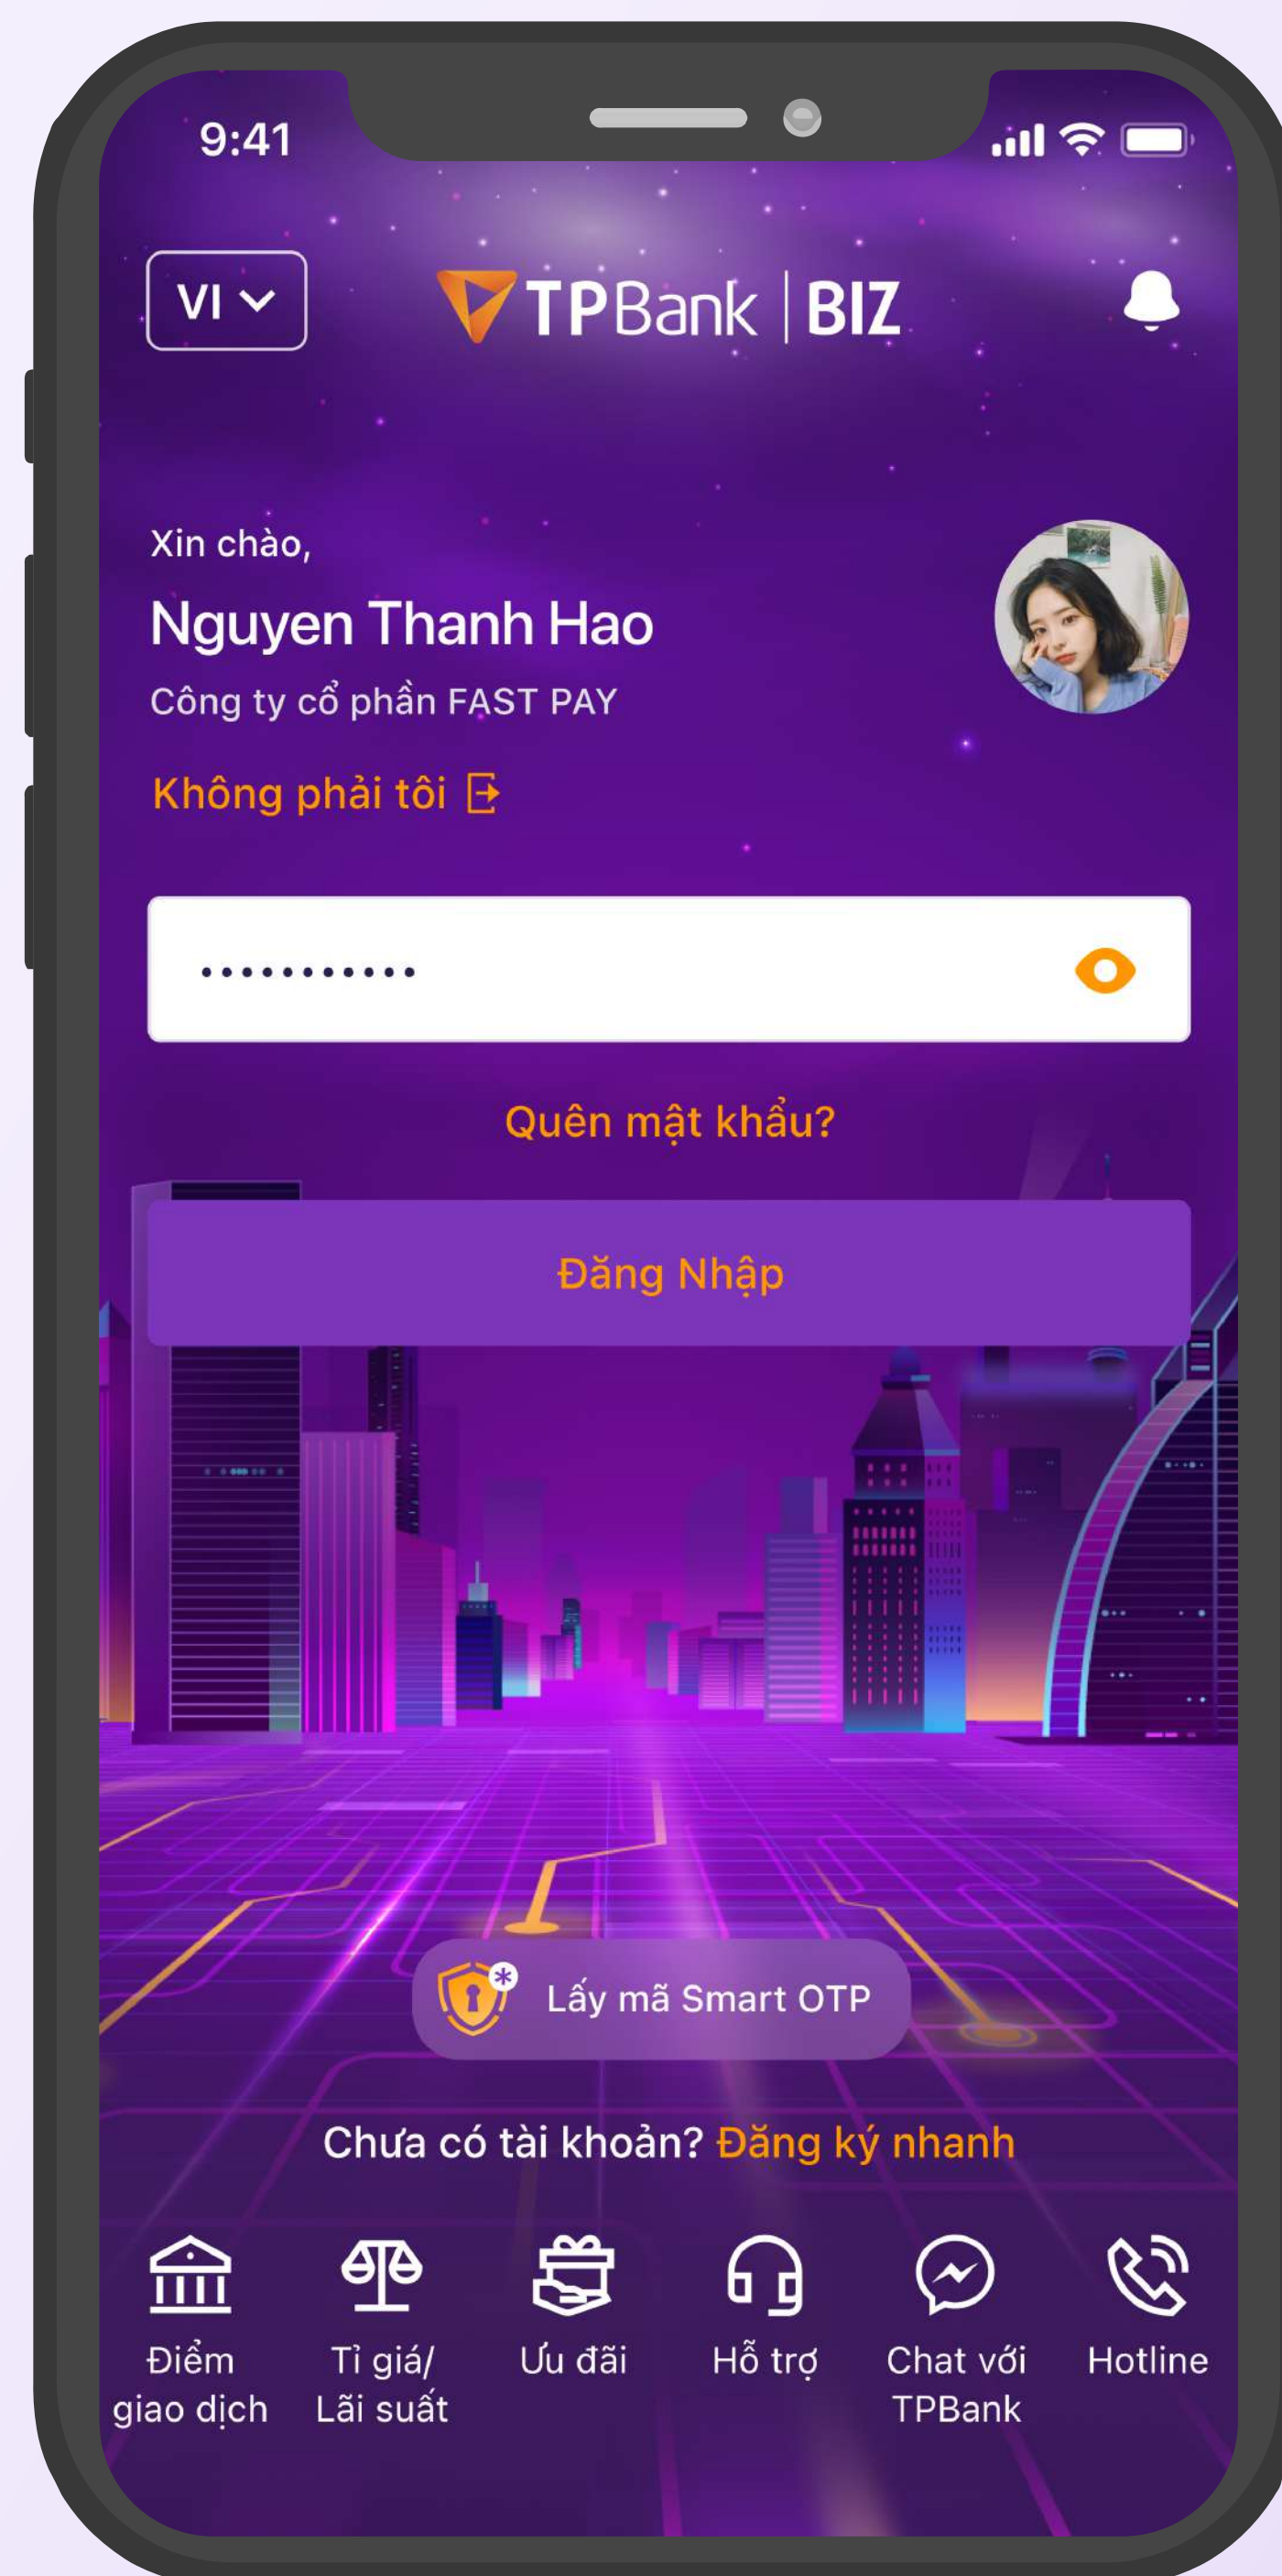 9:41
VI
TPBank | BIZ
Xin chào,
Nguyen Thanh Hao
Công ty cổ phần FAST PAY
Không phải tôi
•••••••••••
Quên mật khẩu?
Đăng Nhập
Lấy mã Smart OTP
Chưa có tài khoản? Đăng ký nhanh
Điểm
giao dịch
Tỉ giá/
Lãi suất
Ưu đãi
Hỗ trợ
Chat với
TPBank
Hotline